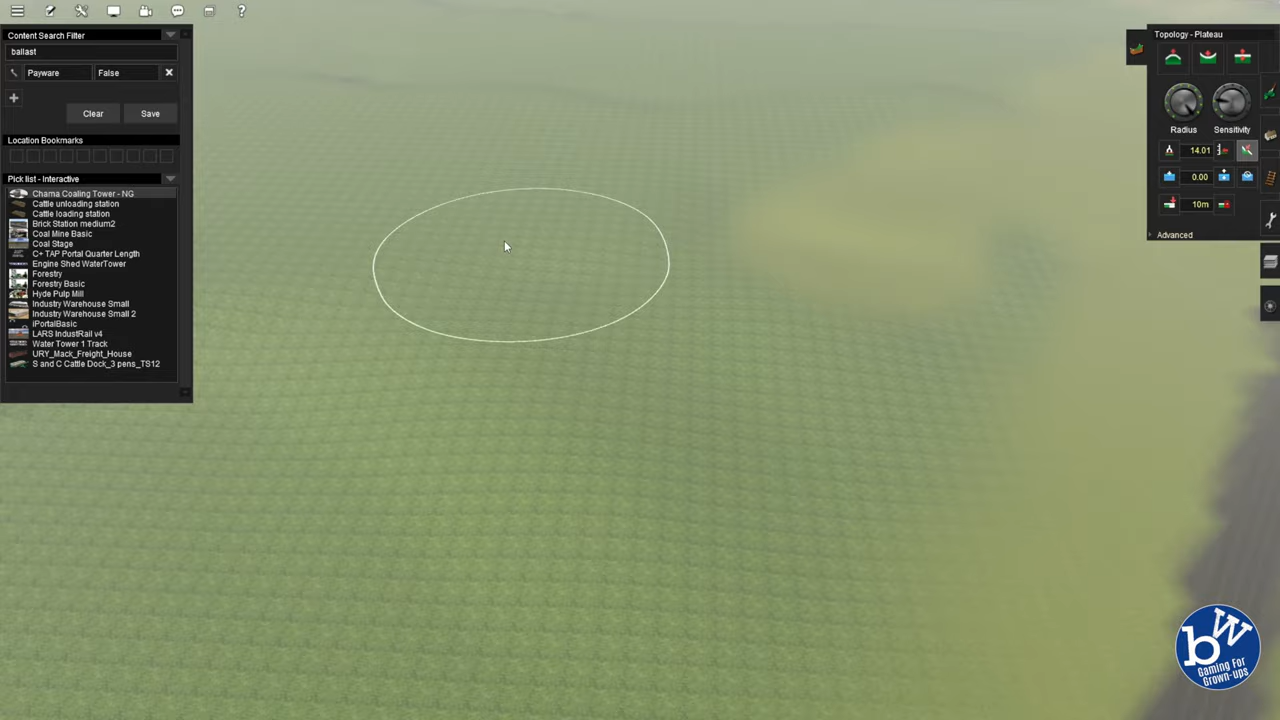 Content Search Filter
ballast
Payware False
Clear Save
Location Bookmarks
Pick list - Interactive
Chama Coaling Tower - NG
Cattle unloading station
Cattle loading station
Brick Station medium2
Coal Mine Basic
Coal Stage
C+ TAP Portal Quarter Length
Engine Shed WaterTower
Forestry
Forestry Basic
Hyde Pulp Mill
Industry Warehouse Small
Industry Warehouse Small 2
iPortalBasic
LARS IndustRail v4
Water Tower 1 Track
URY_Mack_Freight_House
S and C Cattle Dock_3 pens_TS12
Topology - Plateau
Radius Sensitivity
14.01
0.00
10m
Advanced
bW
Gaming For
Grown-ups